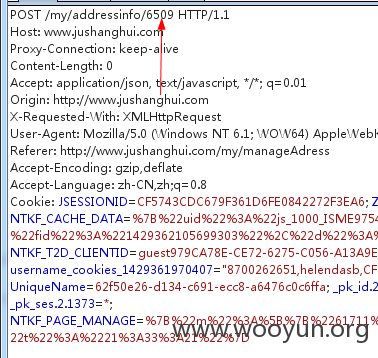 POST /my/addressinfo/6509 HTTP/1.1
Host: www.jushanghui.com
Proxy-Connection: keep-alive
Content-Length: 0
Accept: application/json, text/javascript, */*; q=0.01
Origin: http://www.jushanghui.com
X-Requested-With: XMLHttpRequest
User-Agent: Mozilla/5.0 (Windows NT 6.1; WOW64) AppleWebK
Referer: http://www.jushanghui.com/my/manageAdress
Accept-Encoding: gzip,deflate
Accept-Language: zh-CN,zh;q=0.8
Cookie: JSESSIONID=CF5743CDC679F361D6FE0842272F3EA6; Z
NTKF_CACHE_DATA=%7B%22uid%22%3A%22js_1000_ISME9754
%22fid%22%3A%221429362105699303%22%2C%22d%22%3A%
NTKF_T2D_CLIENTID=guest979CA78E-CE72-6275-C056-A13A9E
username_cookies_1429361970407="8700262651,helendasb,CF
UniqueName=62f50e26-d134-c691-ecc8-a6476c0c6ffa; _pk_id.2
_pk_ses.2.1373=*;
NTKF_PAGE_MANAGE=%7B%22m%22%3A%5B%7B%2261711%
22t%22%3A%2221%3A33%3A21%22%7D
www.wooyun.org